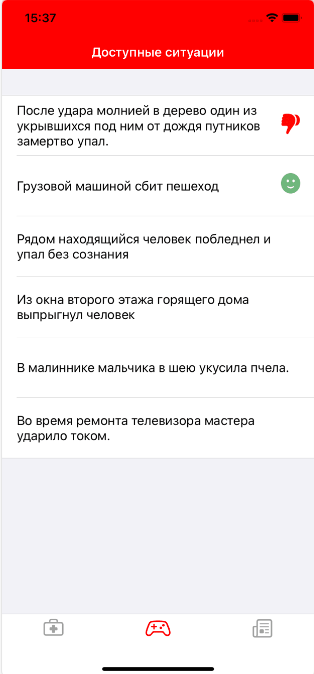 15:37
Доступные ситуации
После удара молнией в дерево один из
укрывшихся под ним от дождя путников
замертво упал.
Грузовой машиной сбит пешеход
Рядом находящийся человек побледнел и
упал без сознания
Из окна второго этажа горящего дома
выпрыгнул человек
В малиннике мальчика в шею укусила пчела.
Во время ремонта телевизора мастера
ударило током.